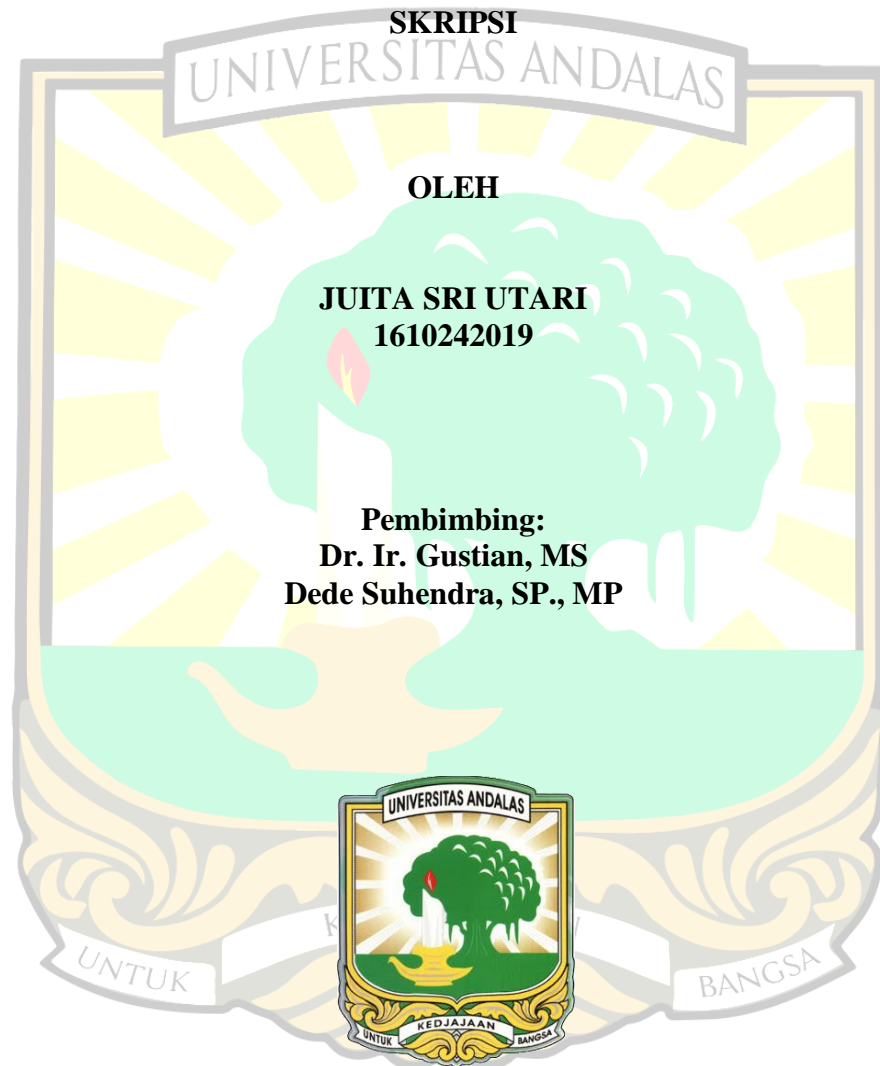 SKRIPSI
UNIVERSITAS ANDALAS
OLEH
JUITA SRI UTARI
1610242019
Pembimbing:
Dr. Ir. Gustian, MS
Dede Suhendra, SP., MP
UNIVERSITAS ANDALAS
UNTUK
BANGSA
UNTUK KEDJAJAAN BANGSA